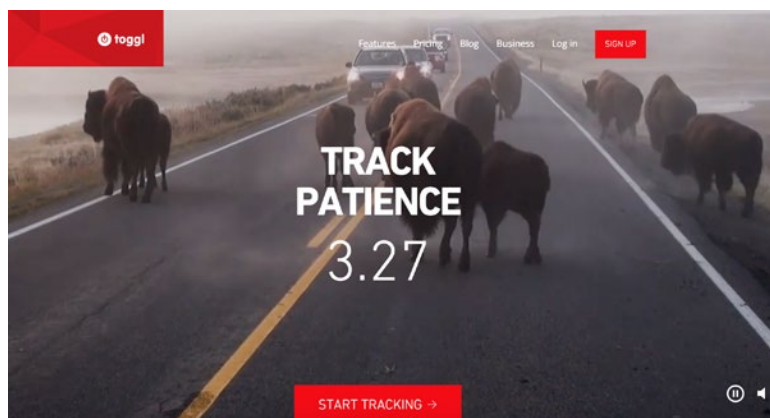 toggl
Features Pricing Blog Business Log in SIGN UP
TRACK
PATIENCE
3.27
START TRACKING →